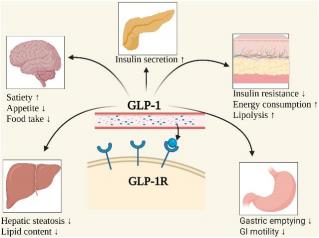 Insulin secretion ↑
Satiety ↑
Appetite ↓
Food take ↓
GLP-1
Insulin resistance ↓
Energy consumption ↑
Lipolysis ↑
GLP-1R
Hepatic steatosis ↓
Lipid content ↓
Gastric emptying ↓
GI motility ↓